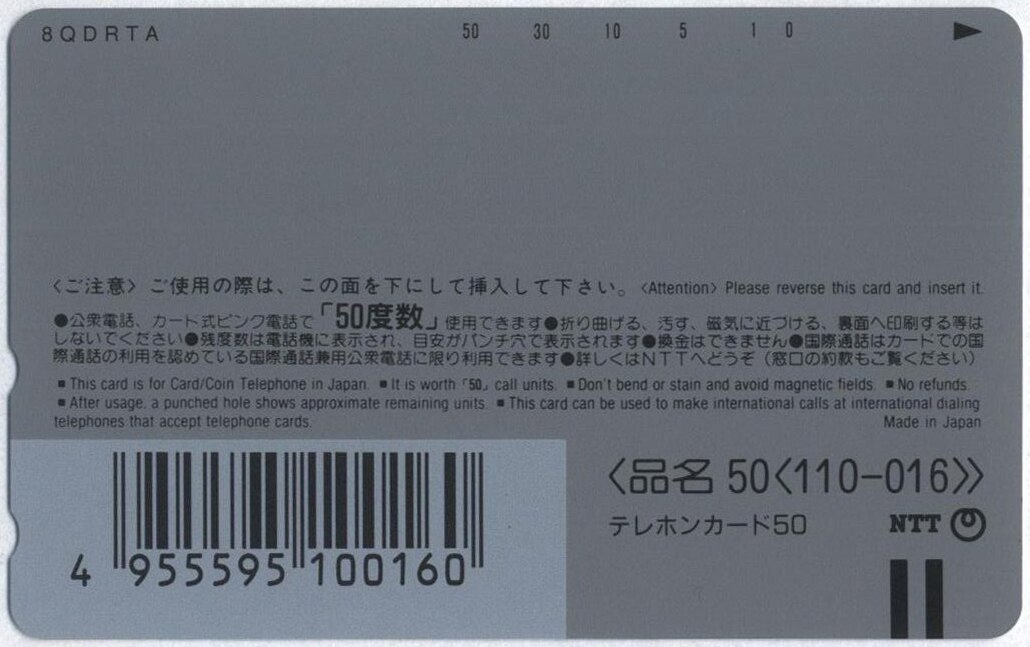 8QDRTA 50 30 10 5 1 0
〈ご注意〉ご使用の際は、この面を下にして挿入して下さい。〈Attention〉Please reverse this card and insert it.
●公衆電話、カード式ピンク電話で「50度数」使用できます●折り曲げる、汚す、磁気に近づける、裏面へ印刷する等は
しないでください●残度数は電話機に表示され、目安がパンチ穴で表示されます●換金はできません●国際通話はカードでの国
際通話の利用を認めている国際通話兼用公衆電話に限り利用できます●詳しくはNTTへどうぞ（窓口の約款もご覧ください）
■ This card is for Card/Coin Telephone in Japan. ■ It is worth「50」call units. ■ Don't bend or stain and avoid magnetic fields. ■ No refunds.
■ After usage. a punched hole shows approximate remaining units. ■ This card can be used to make international calls at international dialing
telephones that accept telephone cards. Made in Japan
〈品名 50〈110-016〉〉
テレホンカード50 NTT
4 955595 100160